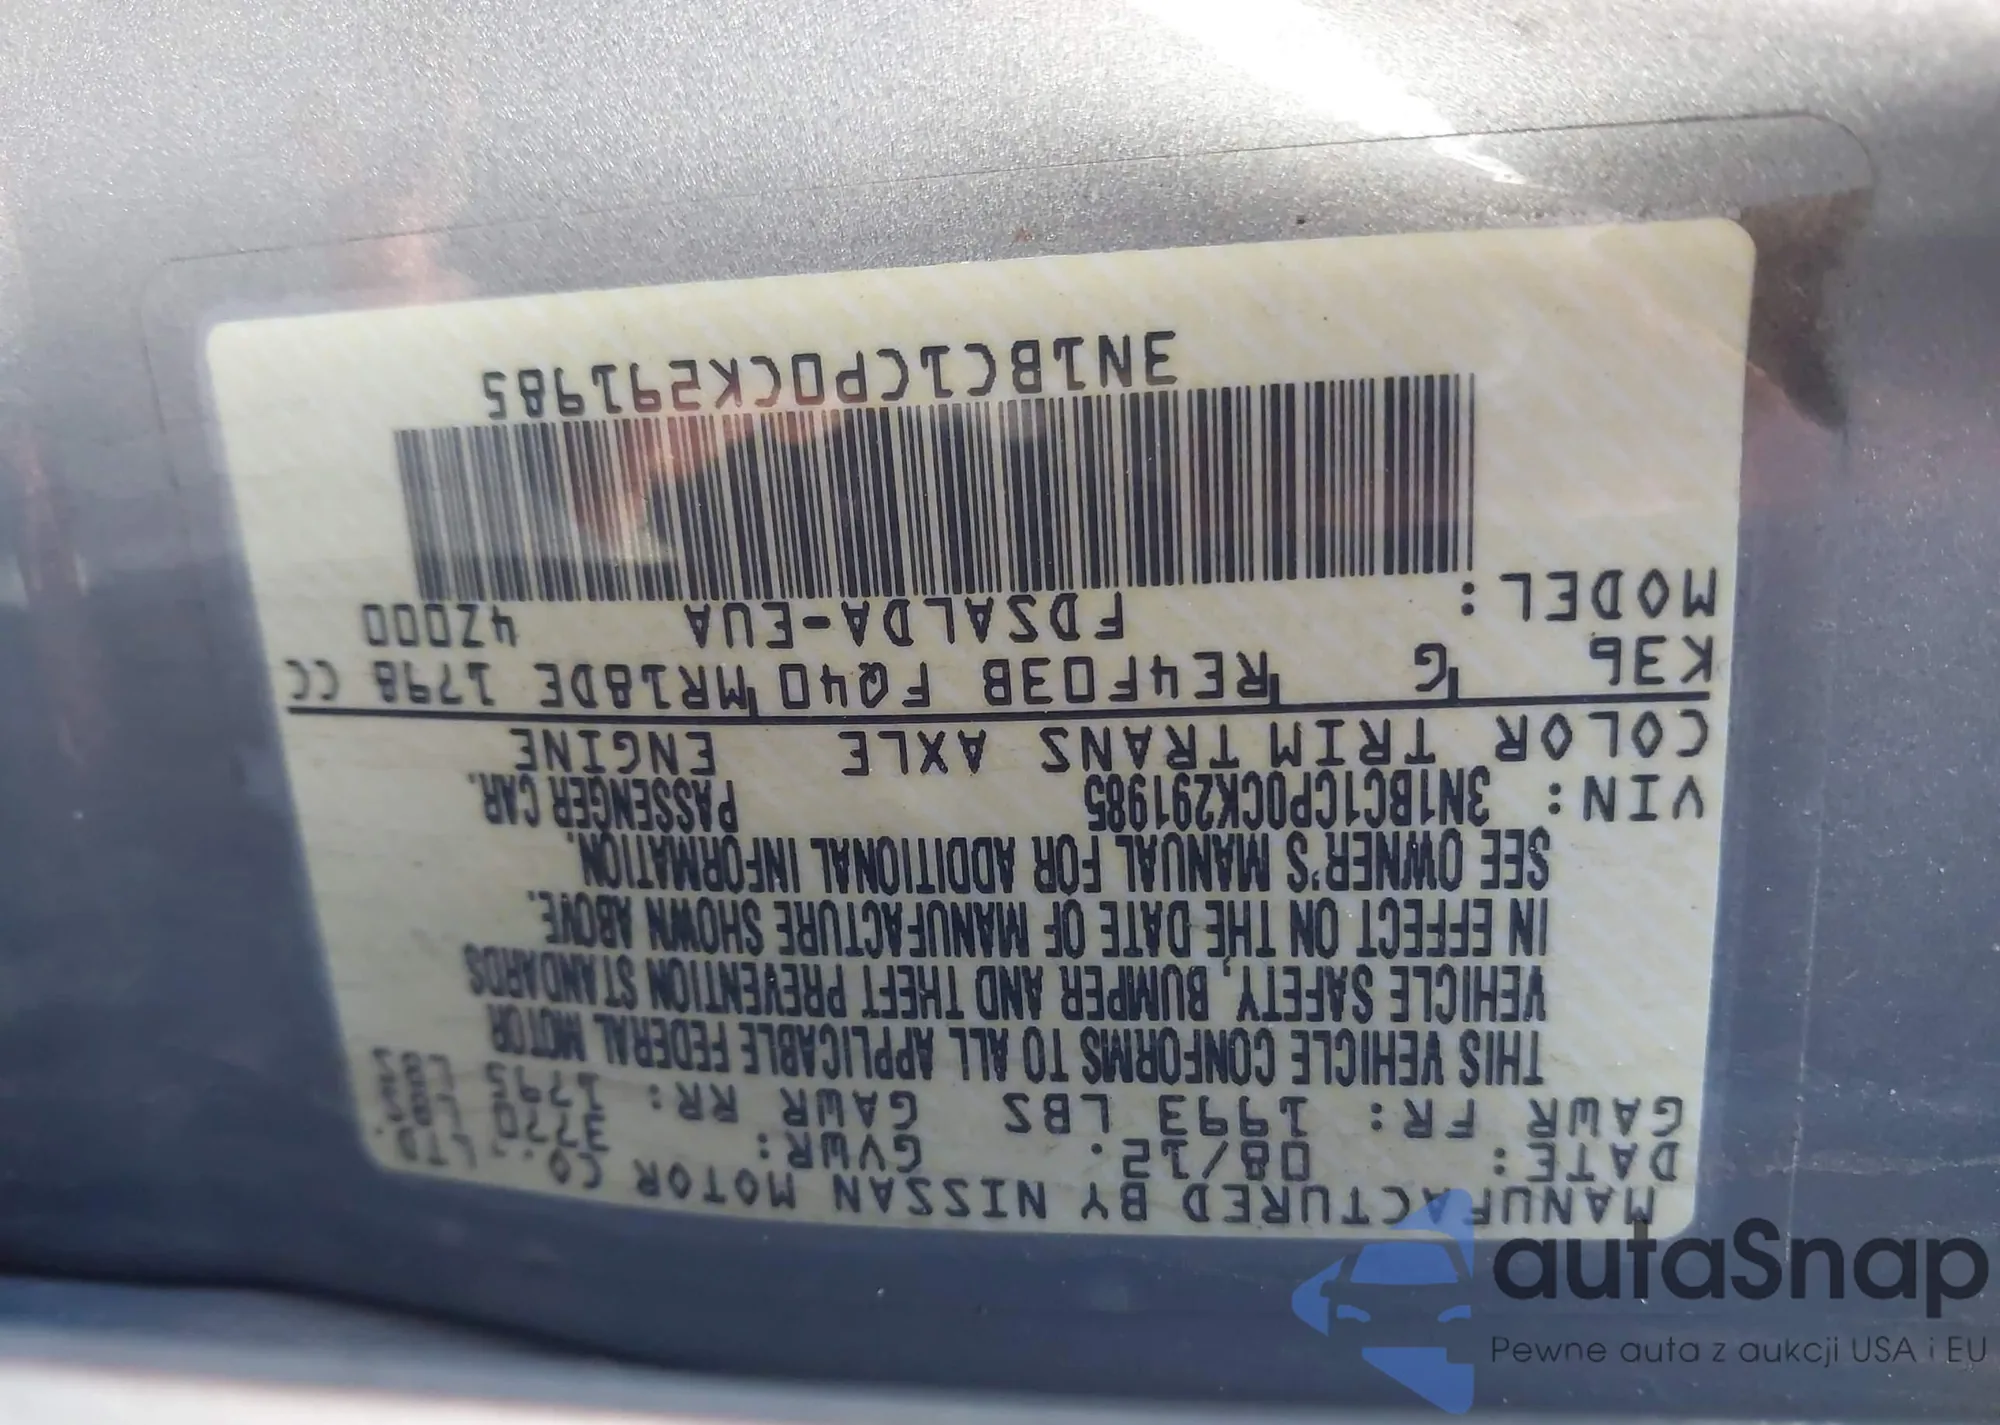 MANUFACTURED BY NISSAN MOTOR CO., LTD.
DATE: 08/12. GVWR: 3770 LBS
GAWR FR: 1993 LBS GAWR RR: 1795 LBS
THIS VEHICLE CONFORMS TO ALL APPLICABLE FEDERAL MOTOR
VEHICLE SAFETY, BUMPER AND THEFT PREVENTION STANDARDS
IN EFFECT ON THE DATE OF MANUFACTURE SHOWN ABOVE.
SEE OWNER'S MANUAL FOR ADDITIONAL INFORMATION.
VIN: 3N1BC1CP0CK291985 PASSENGER CAR.
COLOR TRIM TRANS AXLE ENGINE
K36 G RE4F03B FQ40 MR18DE 1798 CC
MODEL: FDSALDA-EUA 4Z000
3N1BC1CP0CK291985
autaSnap
Pewne auta z aukcji USA i EU